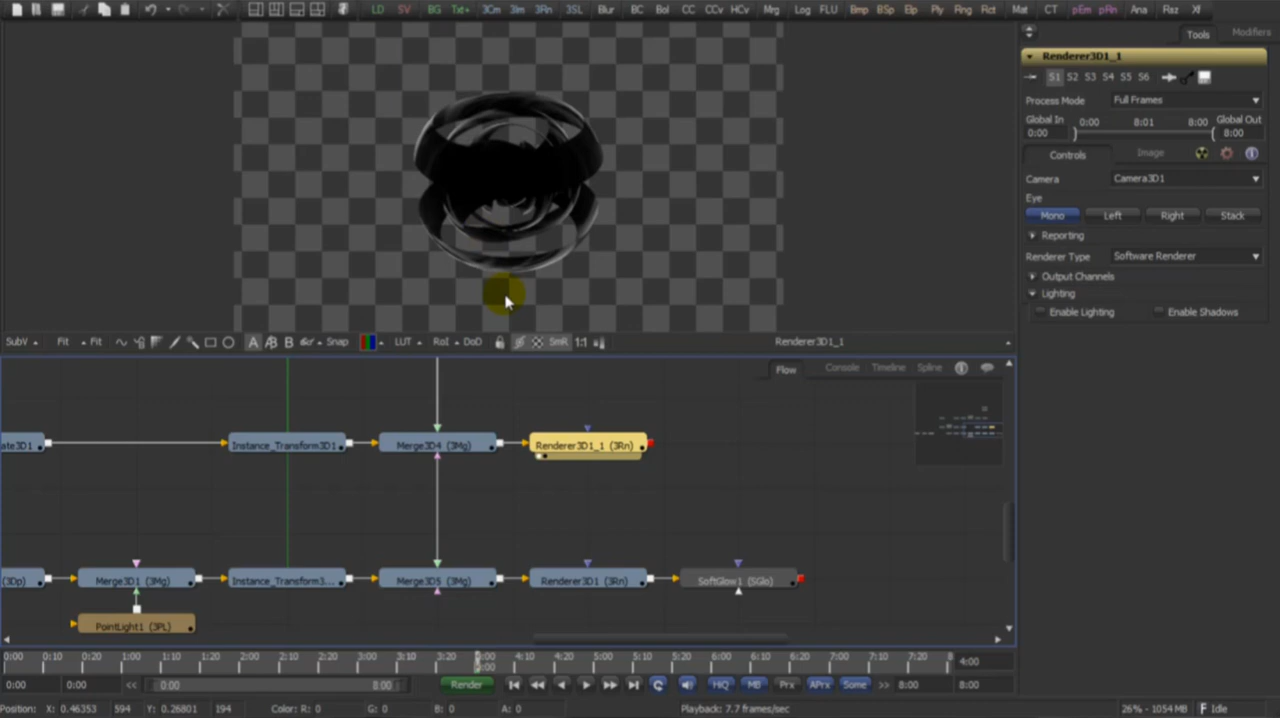 LD SV BG Txt+ 3Cm 3Im 3Rn 3SL Blur BC Bol CC CCv HCv Mrg Log FLU Bmp BSp Elp Ply Rng Rct Mat CT pEm pRn Ana Raz Xf
Tools Modifiers
Renderer3D1_1
S1 S2 S3 S4 S5 S6
Process Mode Full Frames
Global In 0:00 8:01 8:00 Global Out
0:00 8:00
Controls Image
Camera Camera3D1
Eye
Mono Left Right Stack
Reporting
Renderer Type Software Renderer
Output Channels
Lighting
Enable Lighting Enable Shadows
SubV Fit Fit A B Snap LUT RoI DoD SmR 1:1 Renderer3D1_1
Flow Console Timeline Spline
ate3D1 Instance_Transform3D1 Merge3D4 (3Mg) Renderer3D1_1 (3Rn)
(3Dp) Merge3D1 (3Mg) Instance_Transform3... Merge3D5 (3Mg) Renderer3D1 (3Rn) SoftGlow1 (SGlo)
PointLight1 (3PL)
0:00 0:10 0:20 1:00 1:10 1:20 2:00 2:10 2:20 3:00 3:10 3:20 4:10 4:20 5:00 5:10 5:20 6:00 6:10 6:20 7:00 7:10 7:20 8 4:00
0:00 0:00 << 0:00 8:00 Render HiQ MB Prx APrx Some >> 8:00 8:00
Position: X: 0.46353 594 Y: 0.26801 194 Color: R: 0 G: 0 B: 0 A: 0 Playback: 7.7 frames/sec 26% - 1054 MB Idle